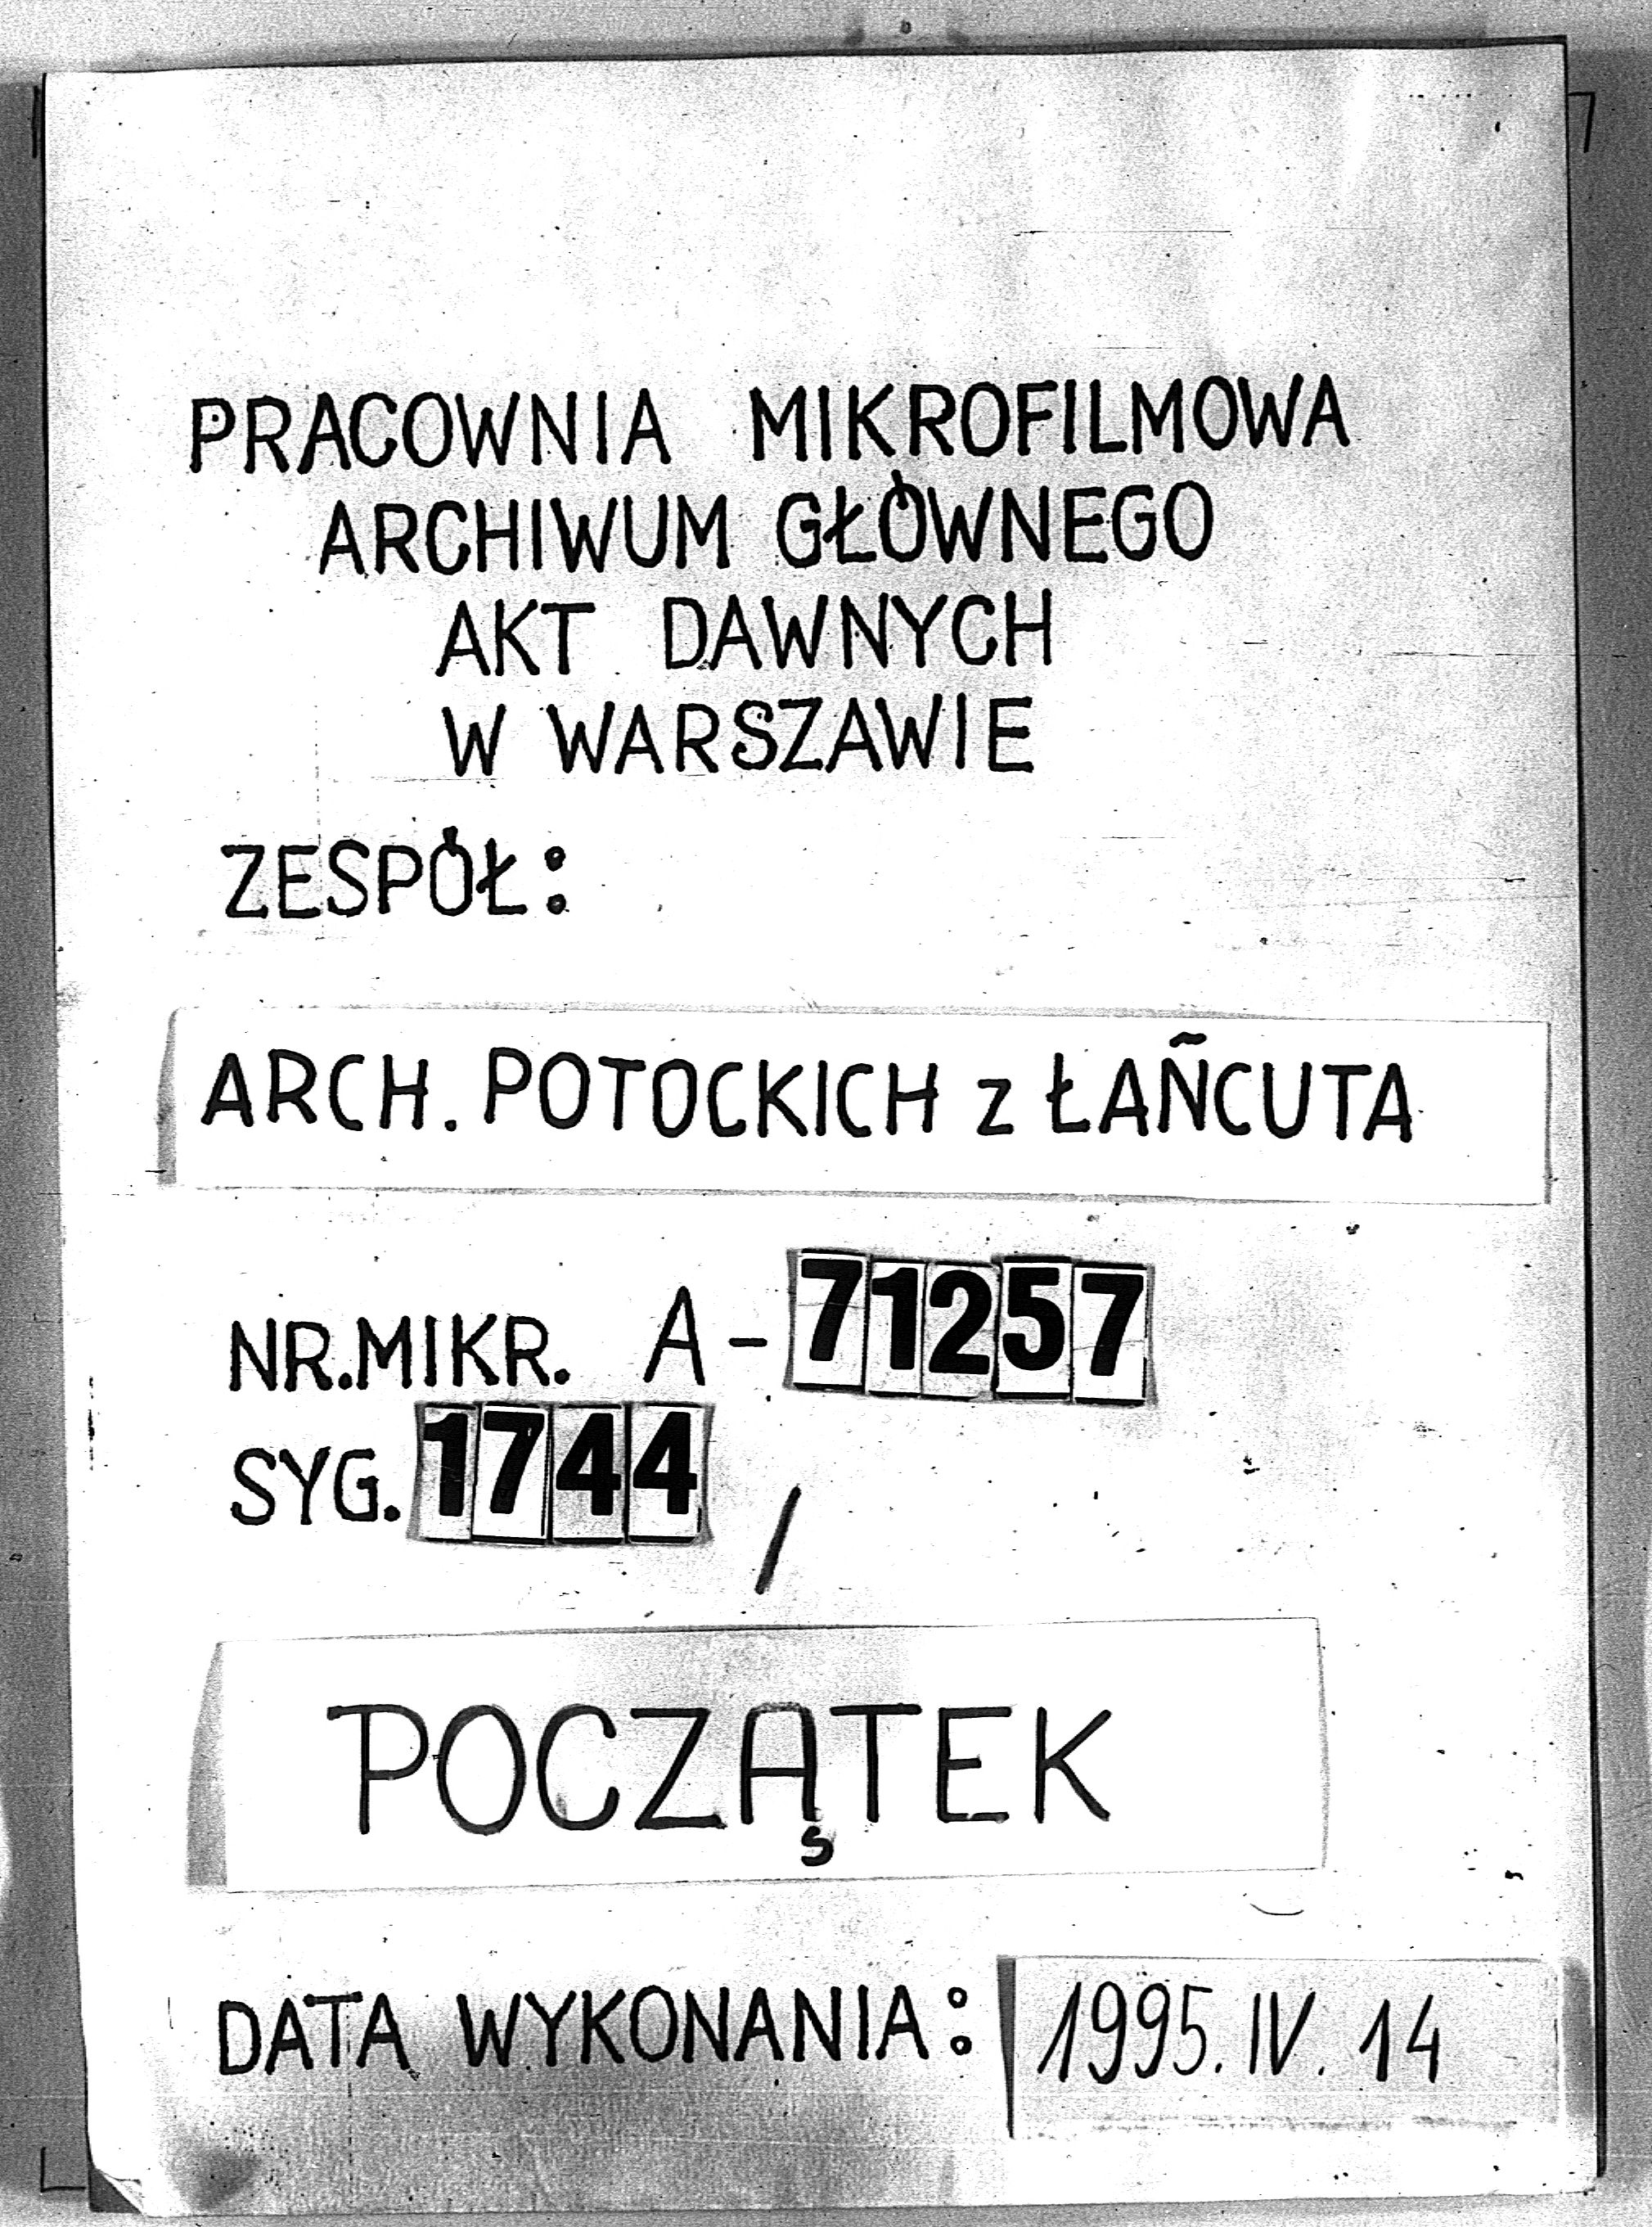 PRACOWNIA MIKROFILMOWA
ARCHIWUM GŁÓWNEGO
AKT DAWNYCH
W WARSZAWIE
ZESPÓŁ:
ARCH. POTOCKICH z ŁAŃCUTA
NR.MIKR. A-71257
SYG. 1744 /
POCZĄTEK
DATA WYKONANIA: 1995.IV.14